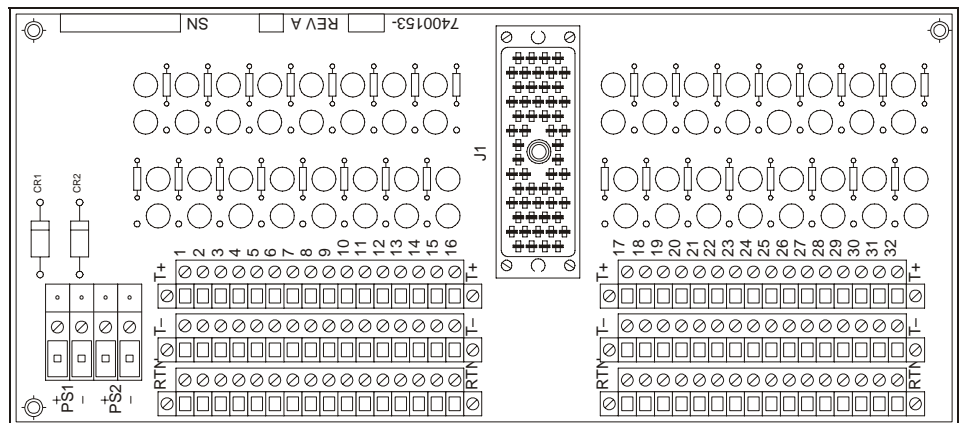 SN REV A 7400153-
J1
CR1 CR2
1 2 3 4 5 6 7 8 9 10 11 12 13 14 15 16
17 18 19 20 21 22 23 24 25 26 27 28 29 30 31 32
T+ T+ T+ T+
T- T- T- T-
RTN RTN RTN RTN
+ - + -
PS1 PS2